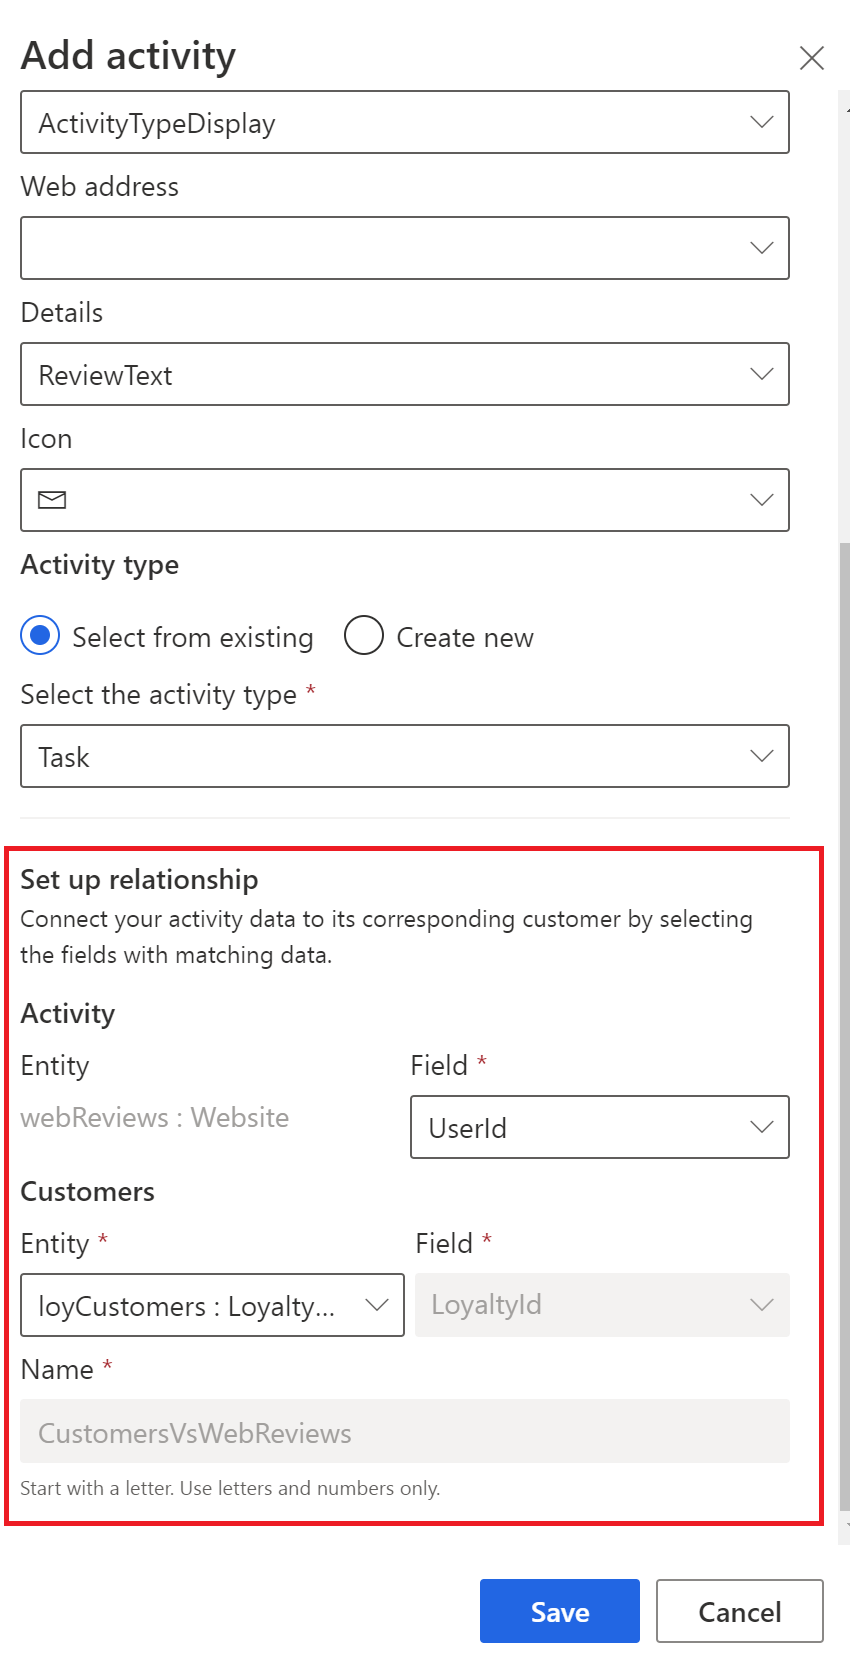 Add activity
ActivityTypeDisplay
Web address
Details
ReviewText
Icon
Activity type
Select from existing Create new
Select the activity type *
Task
Set up relationship
Connect your activity data to its corresponding customer by selecting
the fields with matching data.
Activity
Entity Field *
webReviews : Website UserId
Customers
Entity * Field *
loyCustomers : Loyalty... LoyaltyId
Name *
CustomersVsWebReviews
Start with a letter. Use letters and numbers only.
Save Cancel